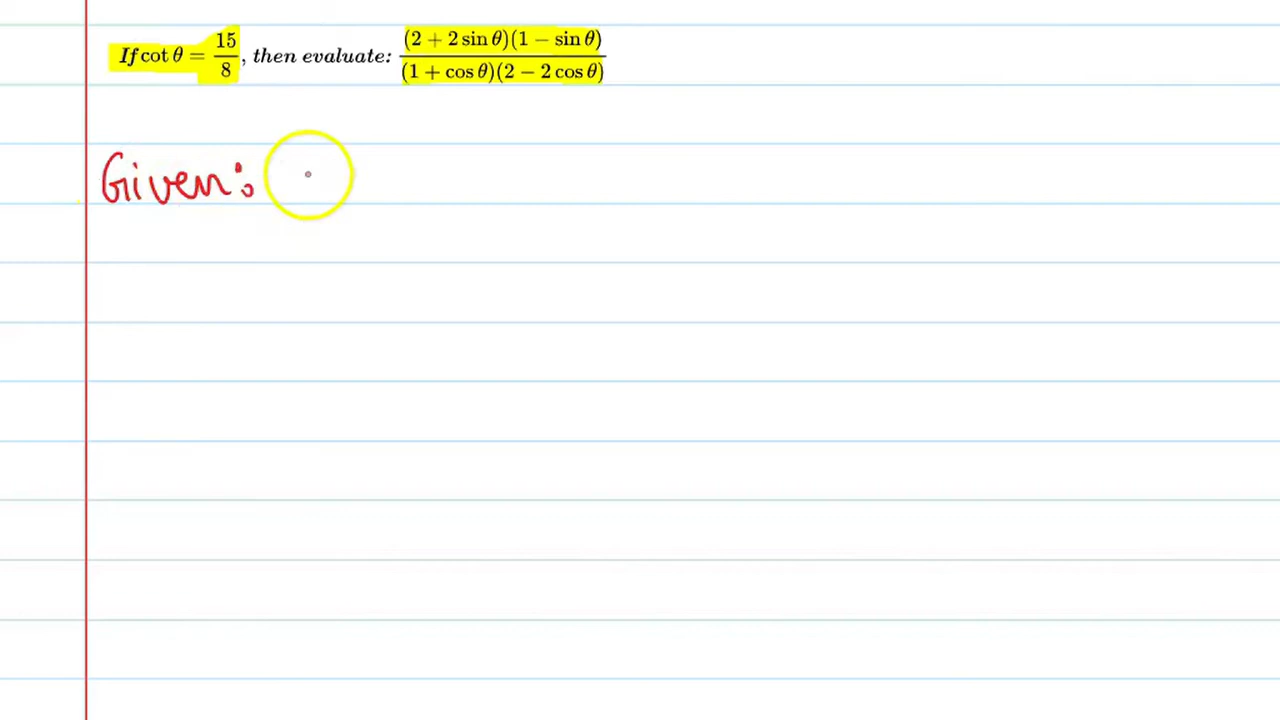 If cot θ = 15/8, then evaluate: (2 + 2 sin θ)(1 − sin θ)/(1 + cos θ)(2 − 2 cos θ)
Given: